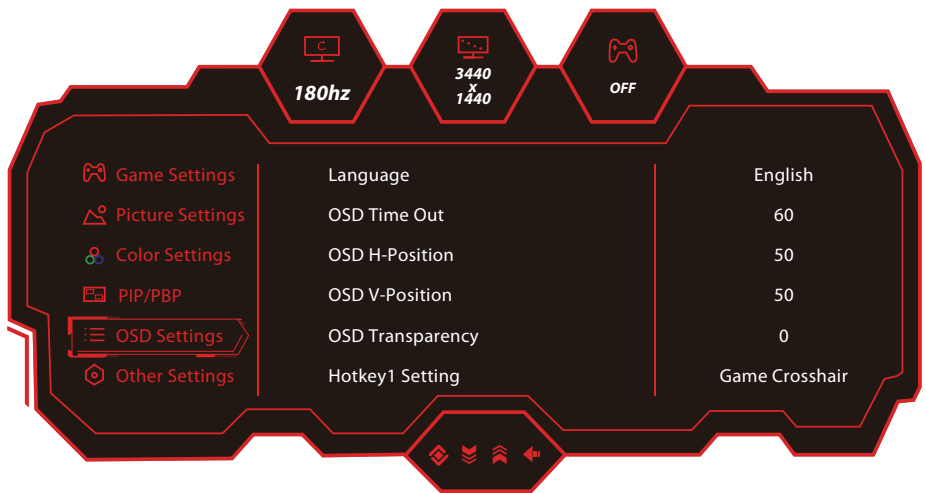 180hz
3440
x
1440
OFF
Game Settings Language English
Picture Settings OSD Time Out 60
Color Settings OSD H-Position 50
PIP/PBP OSD V-Position 50
OSD Settings OSD Transparency 0
Other Settings Hotkey1 Setting Game Crosshair